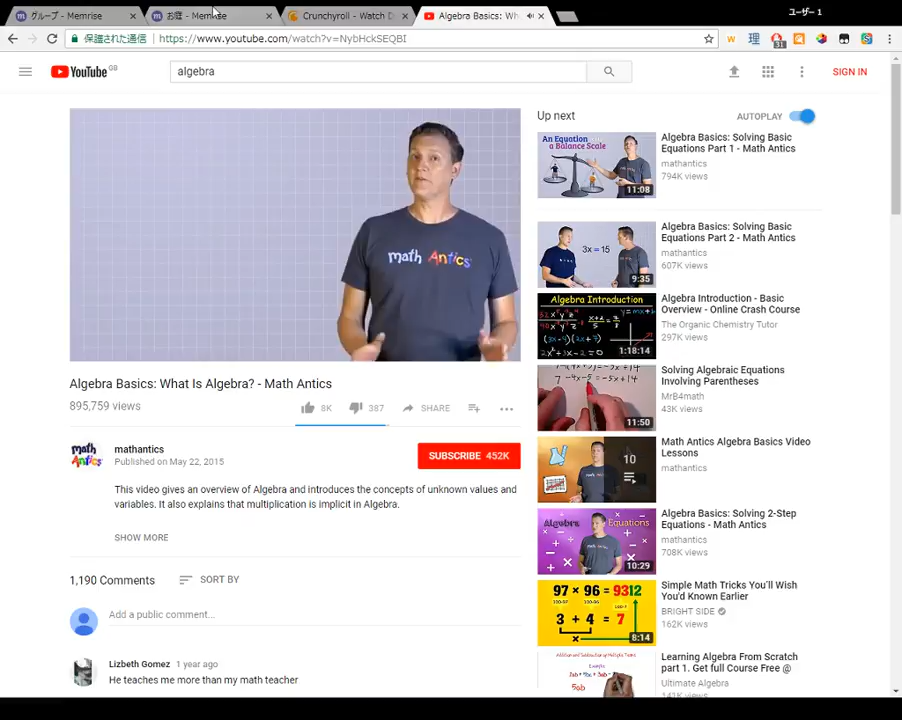 グループ - Memrise
お庭 - Memrise
Crunchyroll - Watch D
Algebra Basics: Wh
ユーザー 1
保護された通信
https://www.youtube.com/watch?v=NybHckSEQBI
31
YouTube GB
algebra
SIGN IN
math Antics
Algebra Basics: What Is Algebra? - Math Antics
895,759 views
8K
387
SHARE
math Antics
mathantics
Published on May 22, 2015
SUBSCRIBE 452K
This video gives an overview of Algebra and introduces the concepts of unknown values and
variables. It also explains that multiplication is implicit in Algebra.
SHOW MORE
1,190 Comments
SORT BY
Add a public comment...
Lizbeth Gomez 1 year ago
He teaches me more than my math teacher
Up next
AUTOPLAY
An Equation
a Balance Scale
11:08
Algebra Basics: Solving Basic
Equations Part 1 - Math Antics
mathantics
794K views
3x = 15
9:35
Algebra Basics: Solving Basic
Equations Part 2 - Math Antics
mathantics
607K views
Algebra Introduction
1:18:14
Algebra Introduction - Basic
Overview - Online Crash Course
The Organic Chemistry Tutor
297K views
11:50
Solving Algebraic Equations
Involving Parentheses
MrB4math
43K views
10
Math Antics Algebra Basics Video
Lessons
mathantics
Algebra Equations
10:29
Algebra Basics: Solving 2-Step
Equations - Math Antics
mathantics
708K views
97 × 96 = 9312
3 + 4 = 7
8:14
Simple Math Tricks You'll Wish
You'd Known Earlier
BRIGHT SIDE
162K views
Learning Algebra From Scratch
part 1. Get full Course Free @
Ultimate Algebra
141K views